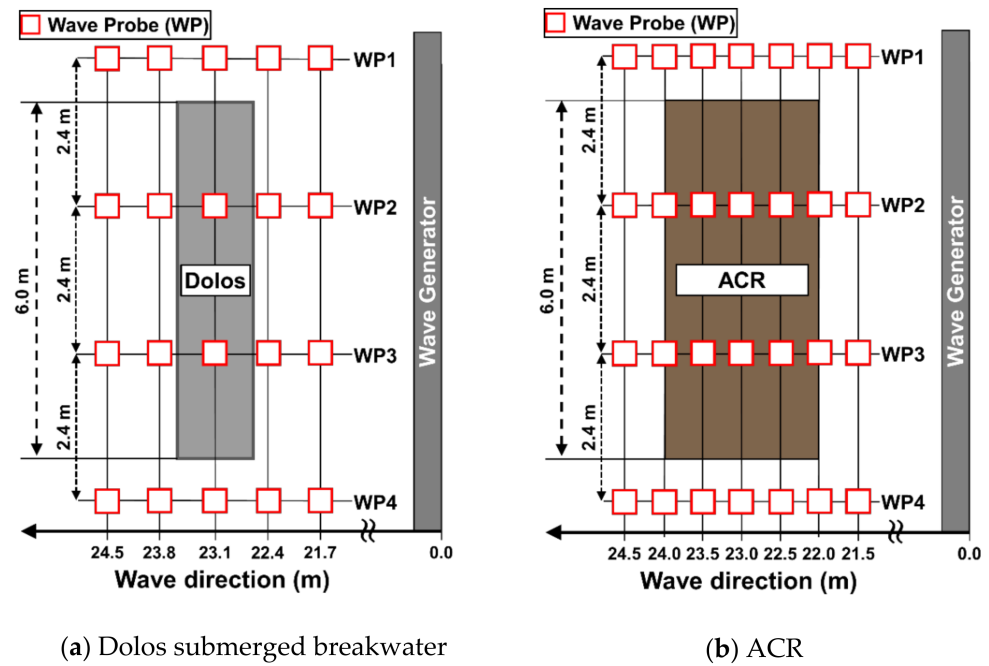 Wave Probe (WP)
WP1
2.4 m
WP2
6.0 m
2.4 m
Dolos
Wave Generator
WP3
2.4 m
WP4
24.5 23.8 23.1 22.4 21.7 0.0
Wave direction (m)
(a) Dolos submerged breakwater
Wave Probe (WP)
WP1
2.4 m
WP2
6.0 m
2.4 m
ACR
Wave Generator
WP3
2.4 m
WP4
24.5 24.0 23.5 23.0 22.5 22.0 21.5 0.0
Wave direction (m)
(b) ACR